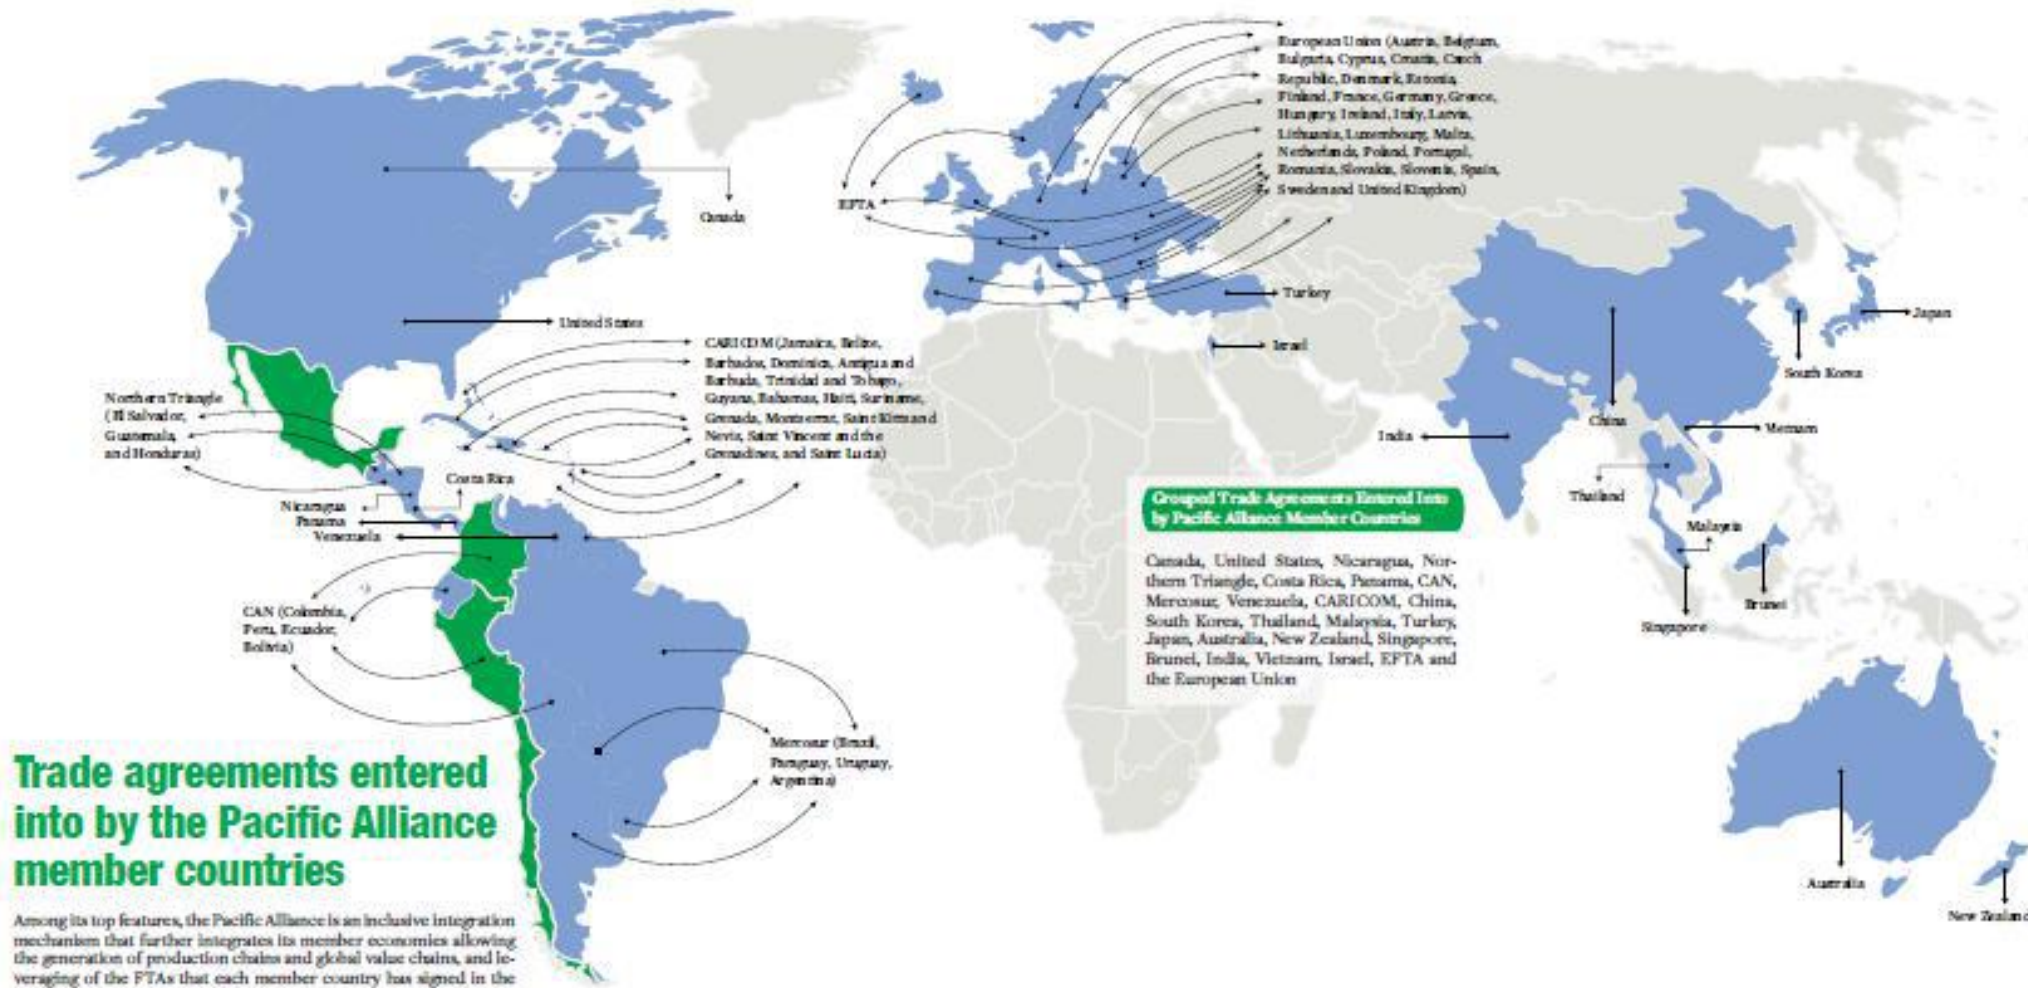 European Union (Austria, Belgium,
Bulgaria, Cyprus, Croatia, Czech
Republic, Denmark, Estonia,
Finland, France, Germany, Greece,
Hungary, Ireland, Italy, Latvia,
Lithuania, Luxembourg, Malta,
Netherlands, Poland, Portugal,
Romania, Slovakia, Slovenia, Spain,
Sweden and United Kingdom)
EFTA
Canada
United States
Turkey
Israel
Japan
South Korea
China
India
Vietnam
Thailand
Malaysia
Brunei
Singapore
Australia
New Zealand
CARICOM (Jamaica, Belize,
Barbados, Dominica, Antigua and
Barbuda, Trinidad and Tobago,
Guyana, Bahamas, Haiti, Suriname,
Grenada, Montserrat, Saint Kitts and
Nevis, Saint Vincent and the
Grenadines, and Saint Lucia)
Northern Triangle
(El Salvador,
Guatemala,
and Honduras)
Costa Rica
Nicaragua
Panama
Venezuela
CAN (Colombia,
Peru, Ecuador,
Bolivia)
Mercosur (Brazil,
Paraguay, Uruguay,
Argentina)
Grouped Trade Agreements Entered Into
by Pacific Alliance Member Countries
Canada, United States, Nicaragua, Nor-
thern Triangle, Costa Rica, Panama, CAN,
Mercosur, Venezuela, CARICOM, China,
South Korea, Thailand, Malaysia, Turkey,
Japan, Australia, New Zealand, Singapore,
Brunei, India, Vietnam, Israel, EFTA and
the European Union
Trade agreements entered
into by the Pacific Alliance
member countries
Among its top features, the Pacific Alliance is an inclusive integration
mechanism that further integrates its member economies allowing
the generation of production chains and global value chains, and le-
veraging of the FTAs that each member country has signed in the